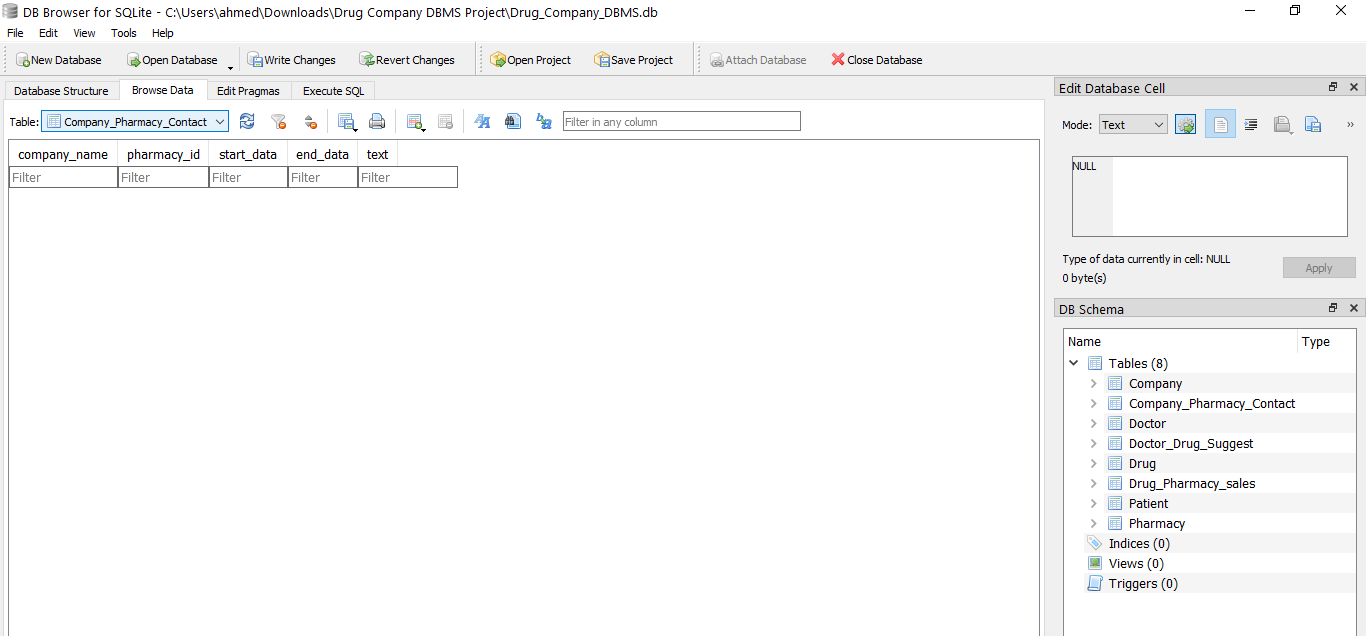 DB Browser for SQLite - C:\Users\ahmed\Downloads\Drug Company DBMS Project\Drug_Company_DBMS.db
File Edit View Tools Help
New Database Open Database Write Changes Revert Changes Open Project Save Project Attach Database Close Database
Database Structure Browse Data Edit Pragmas Execute SQL
Table: Company_Pharmacy_Contact Filter in any column
company_name pharmacy_id start_data end_data text
Filter Filter Filter Filter Filter
Edit Database Cell
Mode: Text
NULL
Type of data currently in cell: NULL
0 byte(s)
Apply
DB Schema
Name Type
Tables (8)
Company
Company_Pharmacy_Contact
Doctor
Doctor_Drug_Suggest
Drug
Drug_Pharmacy_sales
Patient
Pharmacy
Indices (0)
Views (0)
Triggers (0)